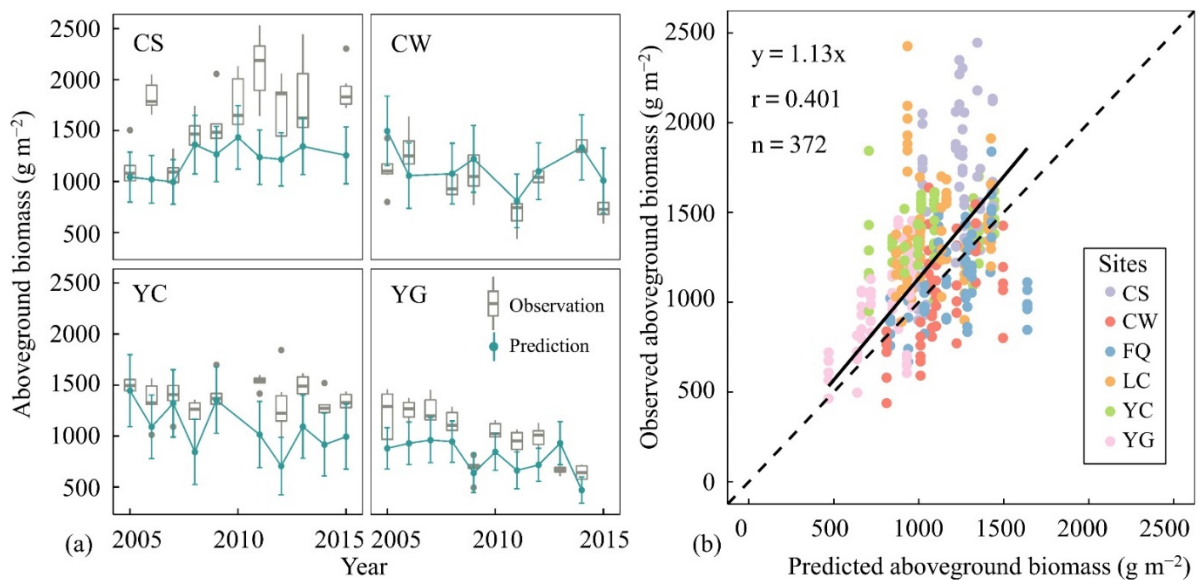 Aboveground biomass (g m⁻²)
2500
2000
1500
1000
500
CS
CW
2500
2000
1500
1000
500
YC
YG
Observation
Prediction
2005
2010
2015
2005
2010
2015
Year
(a)
Observed aboveground biomass (g m⁻²)
2500
2000
1500
1000
500
0
y = 1.13x
r = 0.401
n = 372
Sites
CS
CW
FQ
LC
YC
YG
0
500
1000
1500
2000
2500
Predicted aboveground biomass (g m⁻²)
(b)